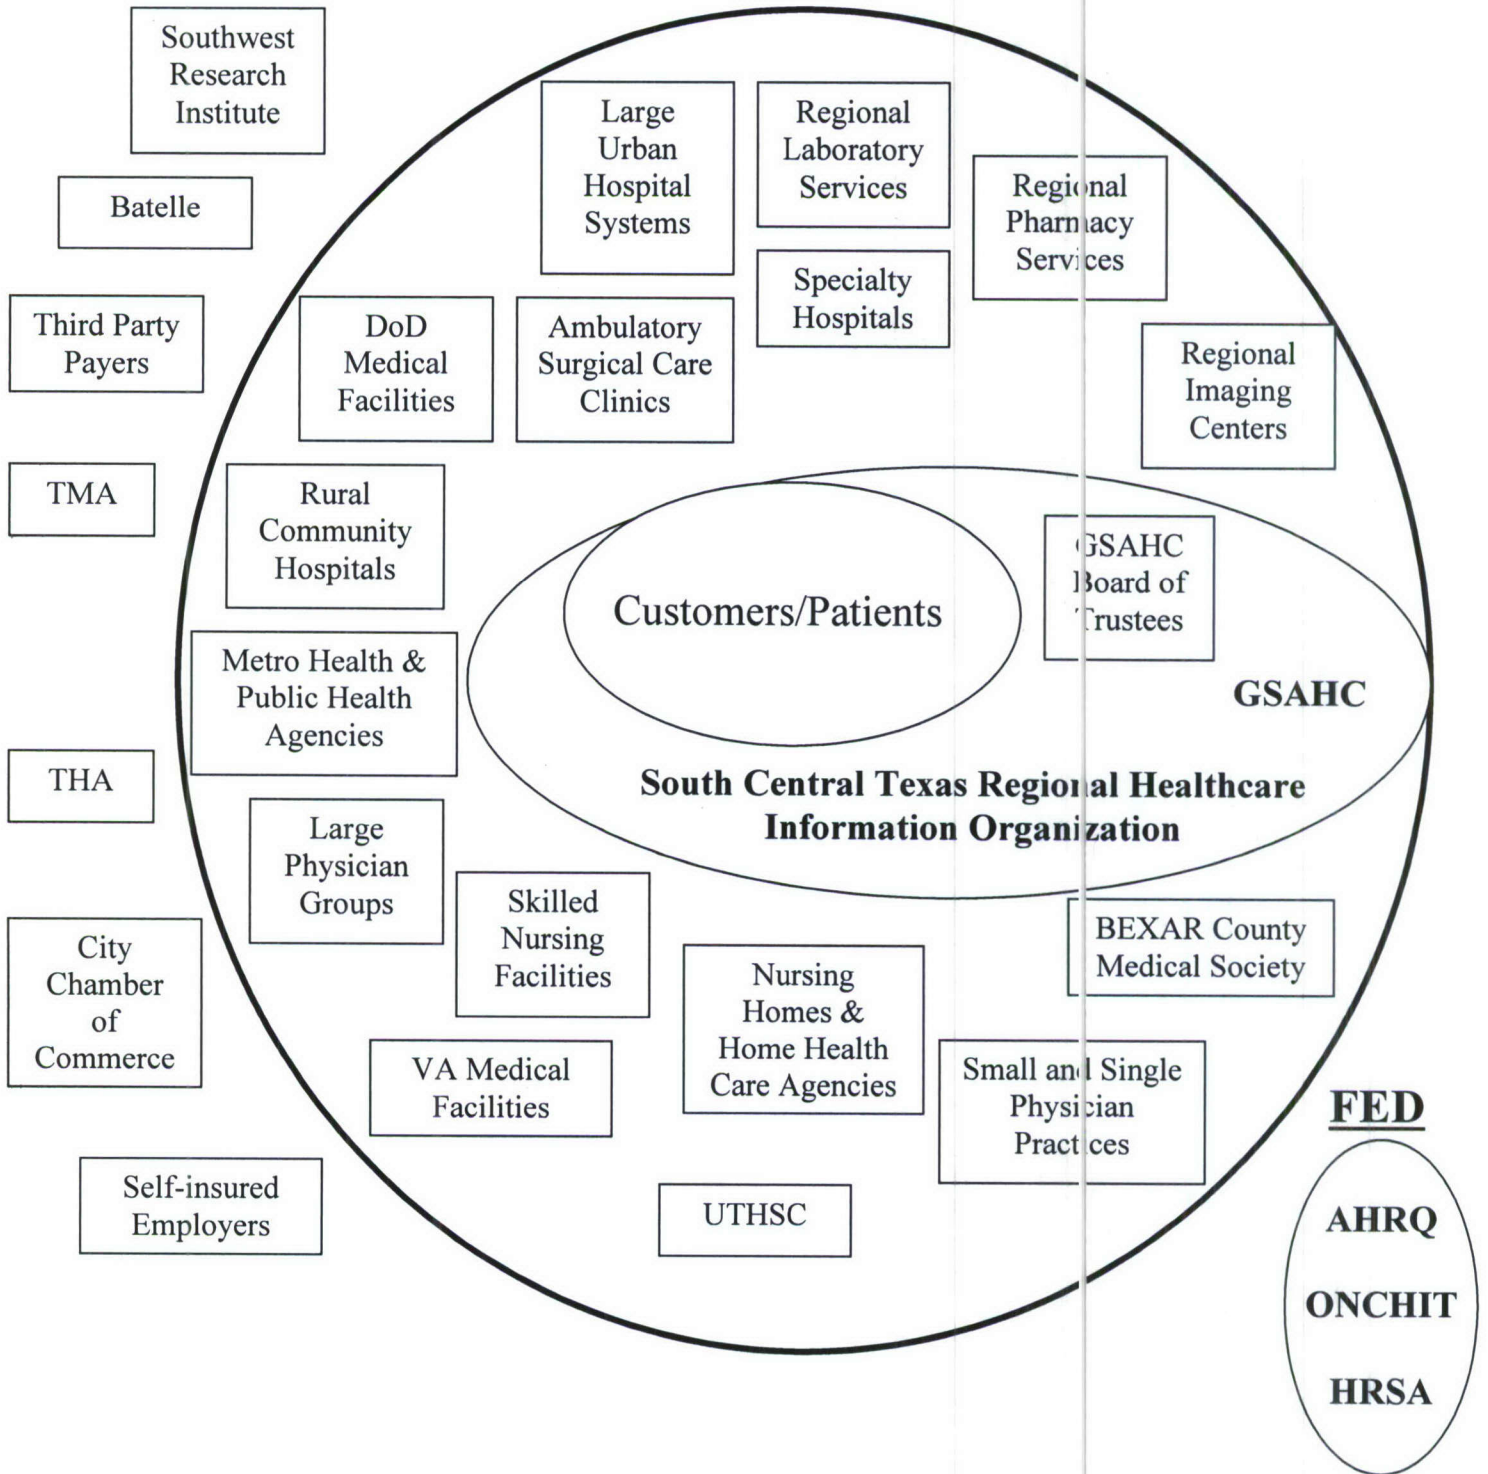 Southwest
Research
Institute
Batelle
Third Party
Payers
TMA
THA
City
Chamber
of
Commerce
Self-insured
Employers
Large
Urban
Hospital
Systems
Regional
Laboratory
Services
Regional
Pharmacy
Services
Specialty
Hospitals
DoD
Medical
Facilities
Ambulatory
Surgical Care
Clinics
Regional
Imaging
Centers
Rural
Community
Hospitals
Customers/Patients
GSAHC
Board of
Trustees
Metro Health &
Public Health
Agencies
GSAHC
South Central Texas Regional Healthcare
Information Organization
Large
Physician
Groups
Skilled
Nursing
Facilities
Nursing
Homes &
Home Health
Care Agencies
BEXAR County
Medical Society
VA Medical
Facilities
Small and Single
Physician
Practices
UTHSC
FED
AHRQ
ONCHIT
HRSA